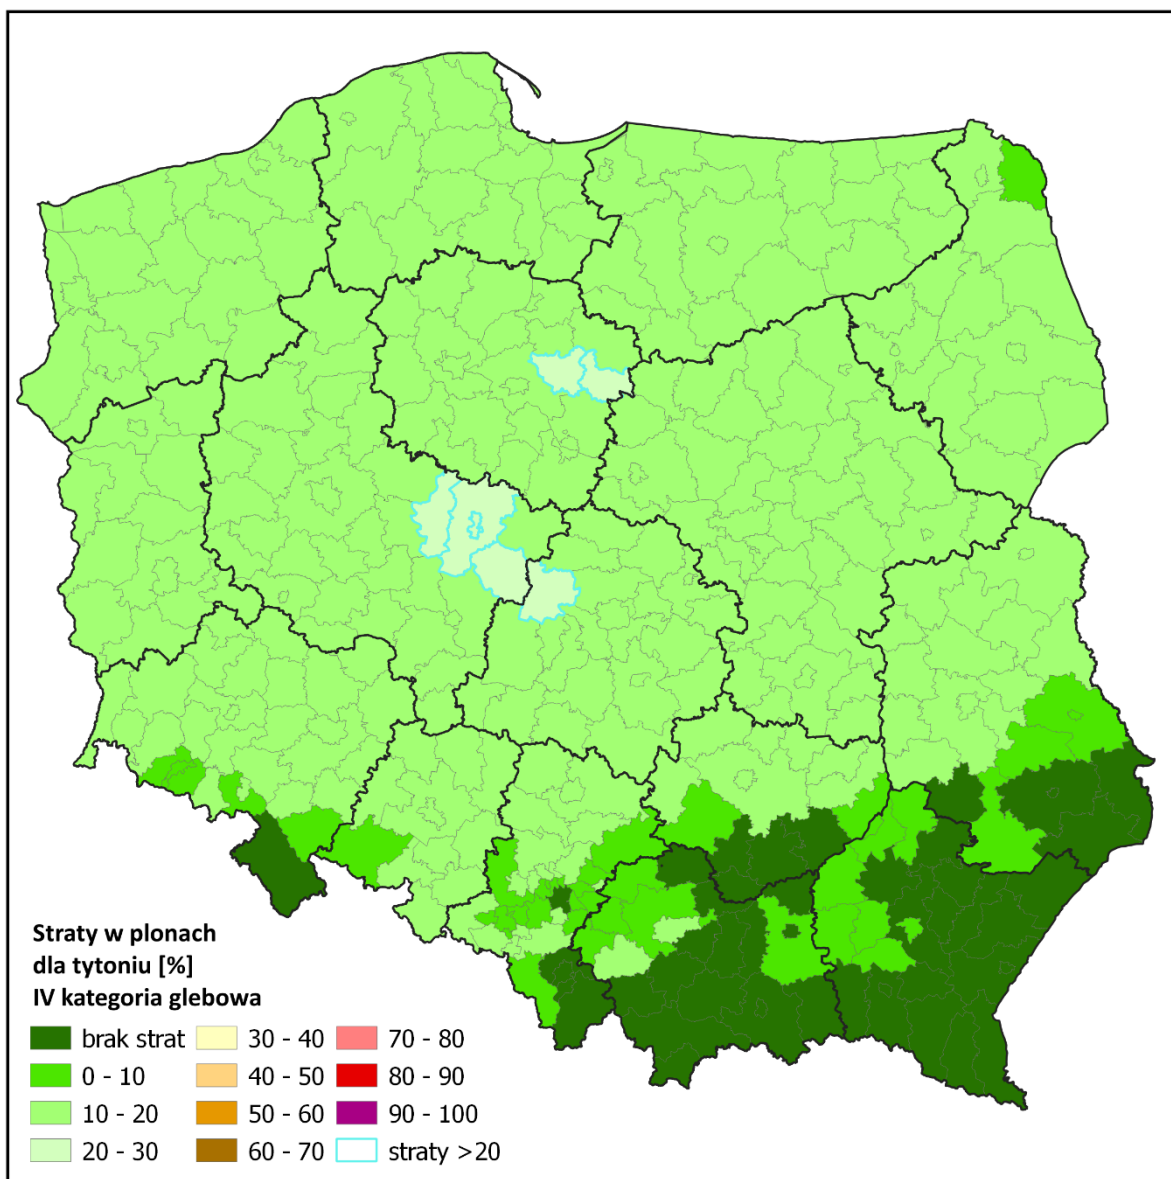 Straty w plonach
dla tytoniu [%]
IV kategoria glebowa
brak strat
0 - 10
10 - 20
20 - 30
30 - 40
40 - 50
50 - 60
60 - 70
70 - 80
80 - 90
90 - 100
straty >20